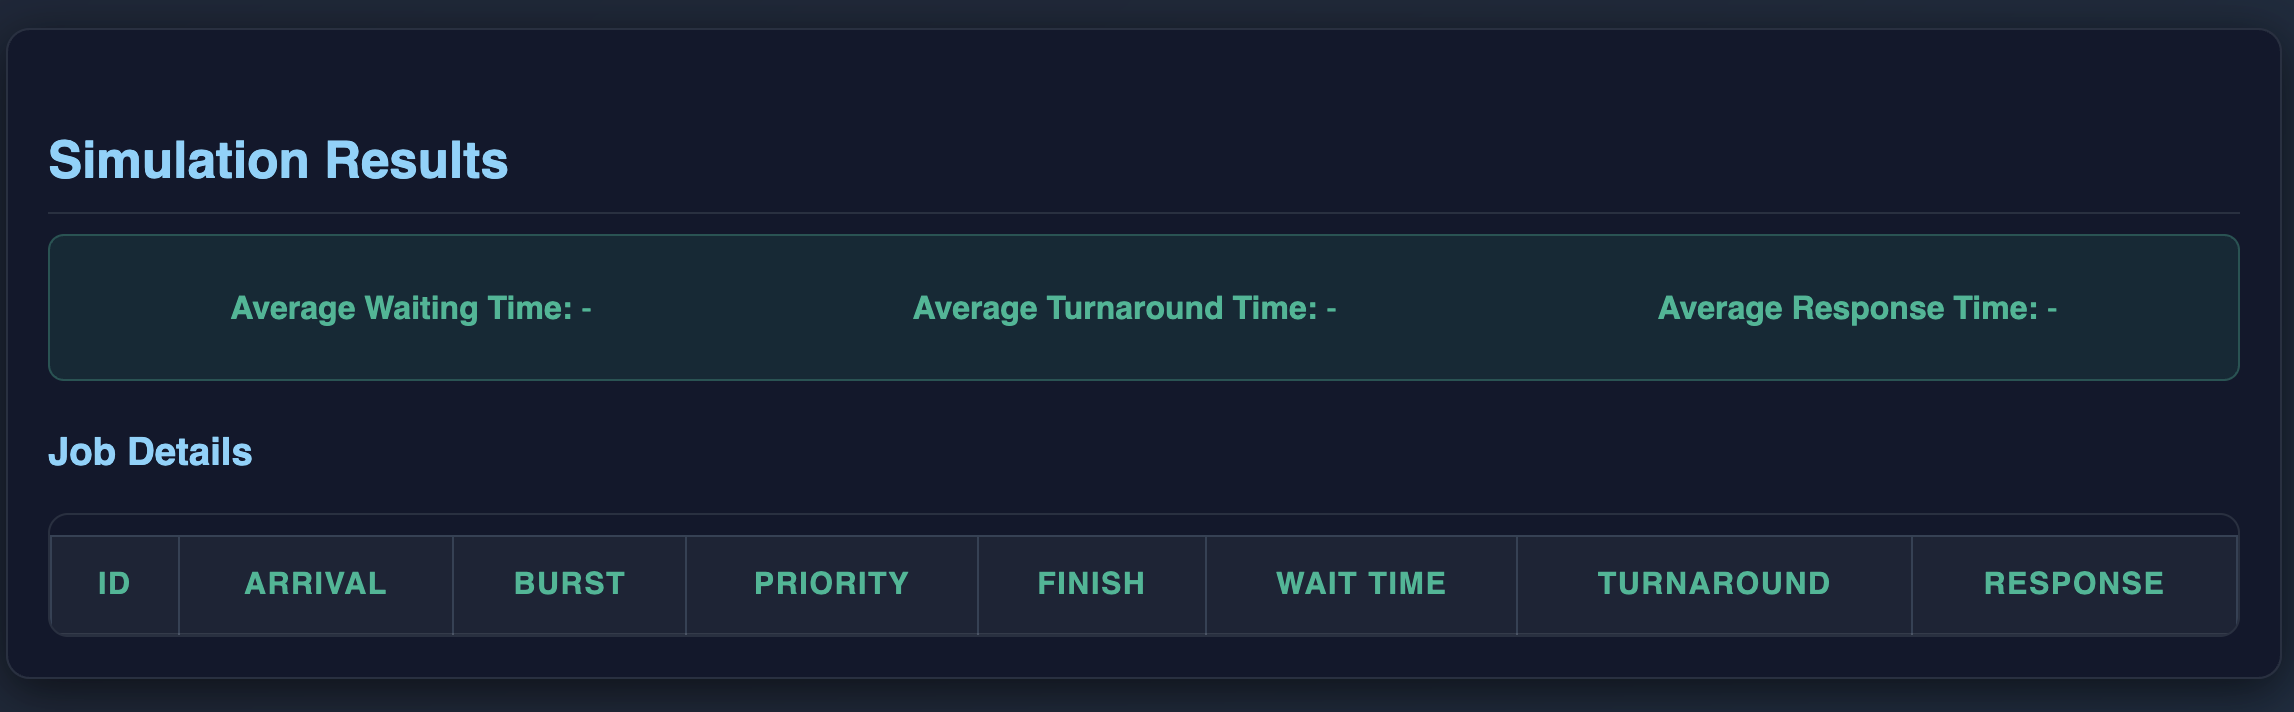 Simulation Results
Average Waiting Time: - Average Turnaround Time: - Average Response Time: -
Job Details
ID ARRIVAL BURST PRIORITY FINISH WAIT TIME TURNAROUND RESPONSE